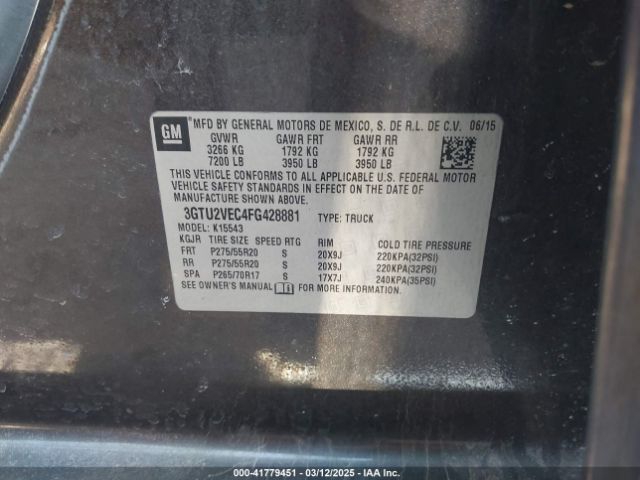 GM
MFD BY GENERAL MOTORS DE MEXICO, S. DE R.L. DE C.V. 06/15
GVWR GAWR FRT GAWR RR
3266 KG 1792 KG 1792 KG
7200 LB 3950 LB 3950 LB
THIS VEHICLE CONFORMS TO ALL APPLICABLE U.S. FEDERAL MOTOR
VEHICLE SAFETY STANDARDS IN EFFECT ON THE DATE OF
MANUFACTURE SHOWN ABOVE.
3GTU2VEC4FG428881 TYPE: TRUCK
MODEL: K15543
KGJR TIRE SIZE SPEED RTG RIM COLD TIRE PRESSURE
FRT P275/55R20 S 20X9J 220KPA(32PSI)
RR P275/55R20 S 20X9J 220KPA(32PSI)
SPA P265/70R17 S 17X7J 240KPA(35PSI)
SEE OWNER'S MANUAL FOR MORE INFORMATION.
000-41779451 — 03/12/2025 — IAA Inc.